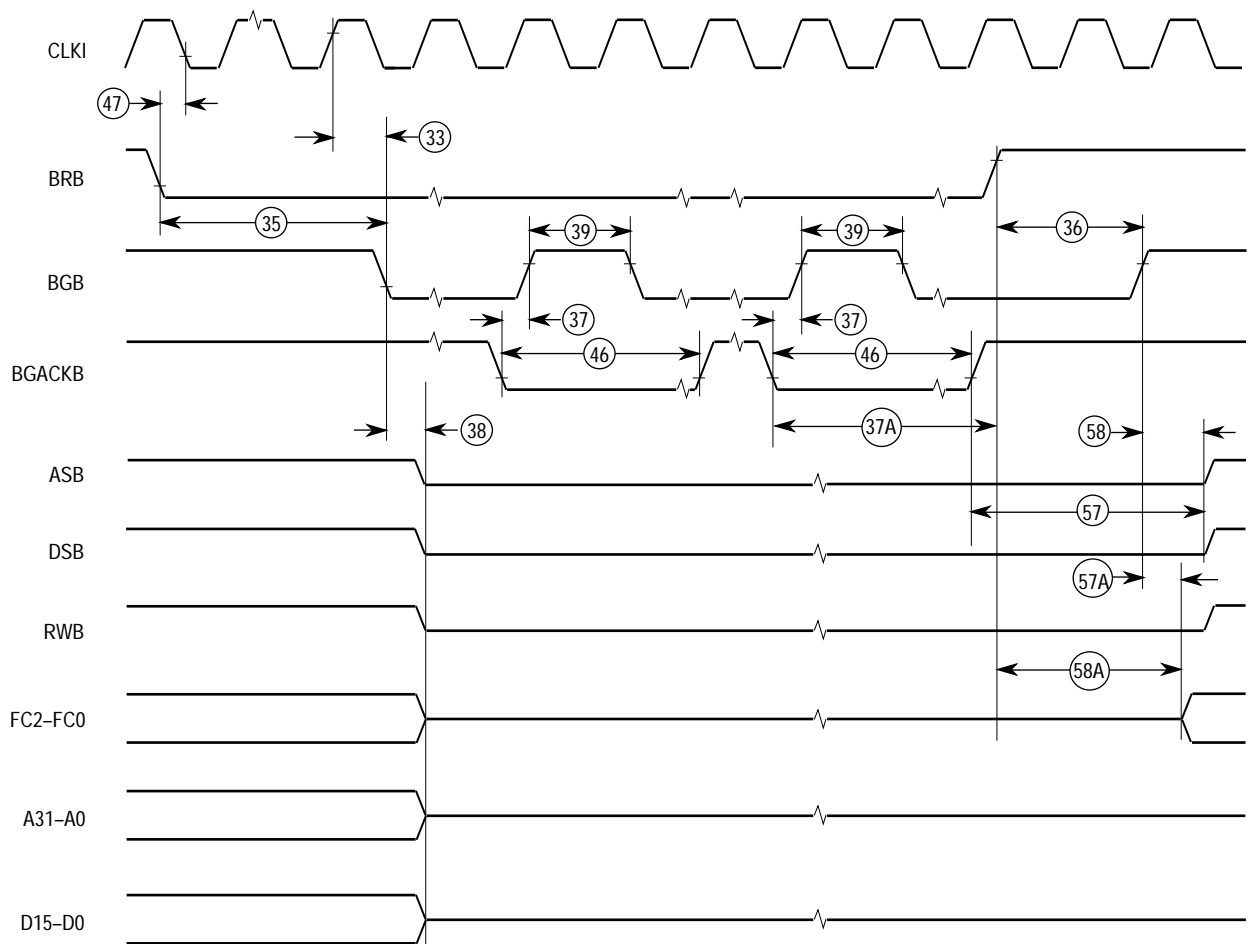 CLKI
47
33
BRB
35
39
39
36
BGB
37
37
46
46
BGACKB
38
37A
58
ASB
57
DSB
57A
RWB
58A
FC2–FC0
A31–A0
D15–D0